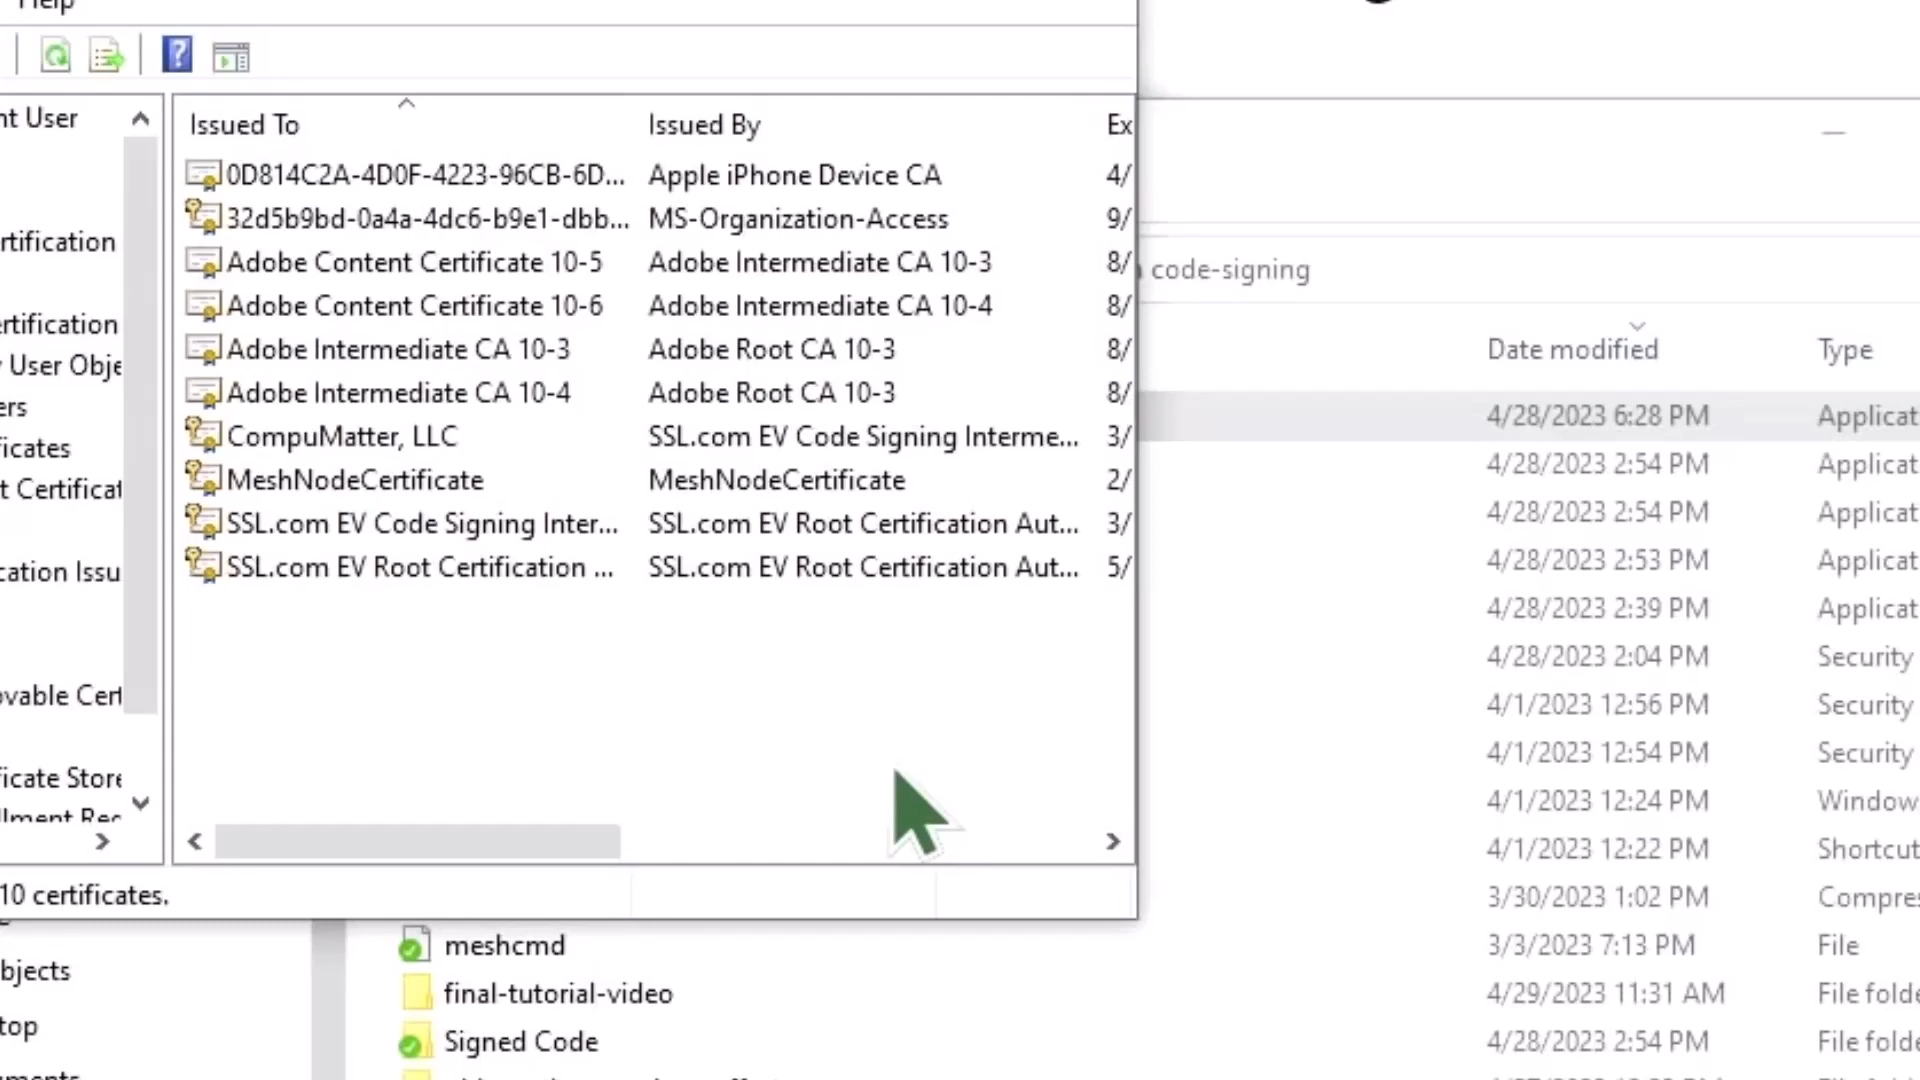 Help
nt User
rtification
ertification
y User Obje
ers
ficates
t Certificat
cation Issu
ovable Cert
ficate Store
llment Req
Issued To Issued By Ex
0D814C2A-4D0F-4223-96CB-6D... Apple iPhone Device CA 4/
32d5b9bd-0a4a-4dc6-b9e1-dbb... MS-Organization-Access 9/
Adobe Content Certificate 10-5 Adobe Intermediate CA 10-3 8/
Adobe Content Certificate 10-6 Adobe Intermediate CA 10-4 8/
Adobe Intermediate CA 10-3 Adobe Root CA 10-3 8/
Adobe Intermediate CA 10-4 Adobe Root CA 10-3 8/
CompuMatter, LLC SSL.com EV Code Signing Interme... 3/
MeshNodeCertificate MeshNodeCertificate 2/
SSL.com EV Code Signing Inter... SSL.com EV Root Certification Aut... 3/
SSL.com EV Root Certification ... SSL.com EV Root Certification Aut... 5/
10 certificates.
code-signing
Date modified Type
4/28/2023 6:28 PM Applicat
4/28/2023 2:54 PM Applicat
4/28/2023 2:54 PM Applicat
4/28/2023 2:53 PM Applicat
4/28/2023 2:39 PM Applicat
4/28/2023 2:04 PM Security
4/1/2023 12:56 PM Security
4/1/2023 12:54 PM Security
4/1/2023 12:24 PM Window
4/1/2023 12:22 PM Shortcut
3/30/2023 1:02 PM Compres
meshcmd 3/3/2023 7:13 PM File
final-tutorial-video 4/29/2023 11:31 AM File folde
Signed Code 4/28/2023 2:54 PM File folde
bjects
top